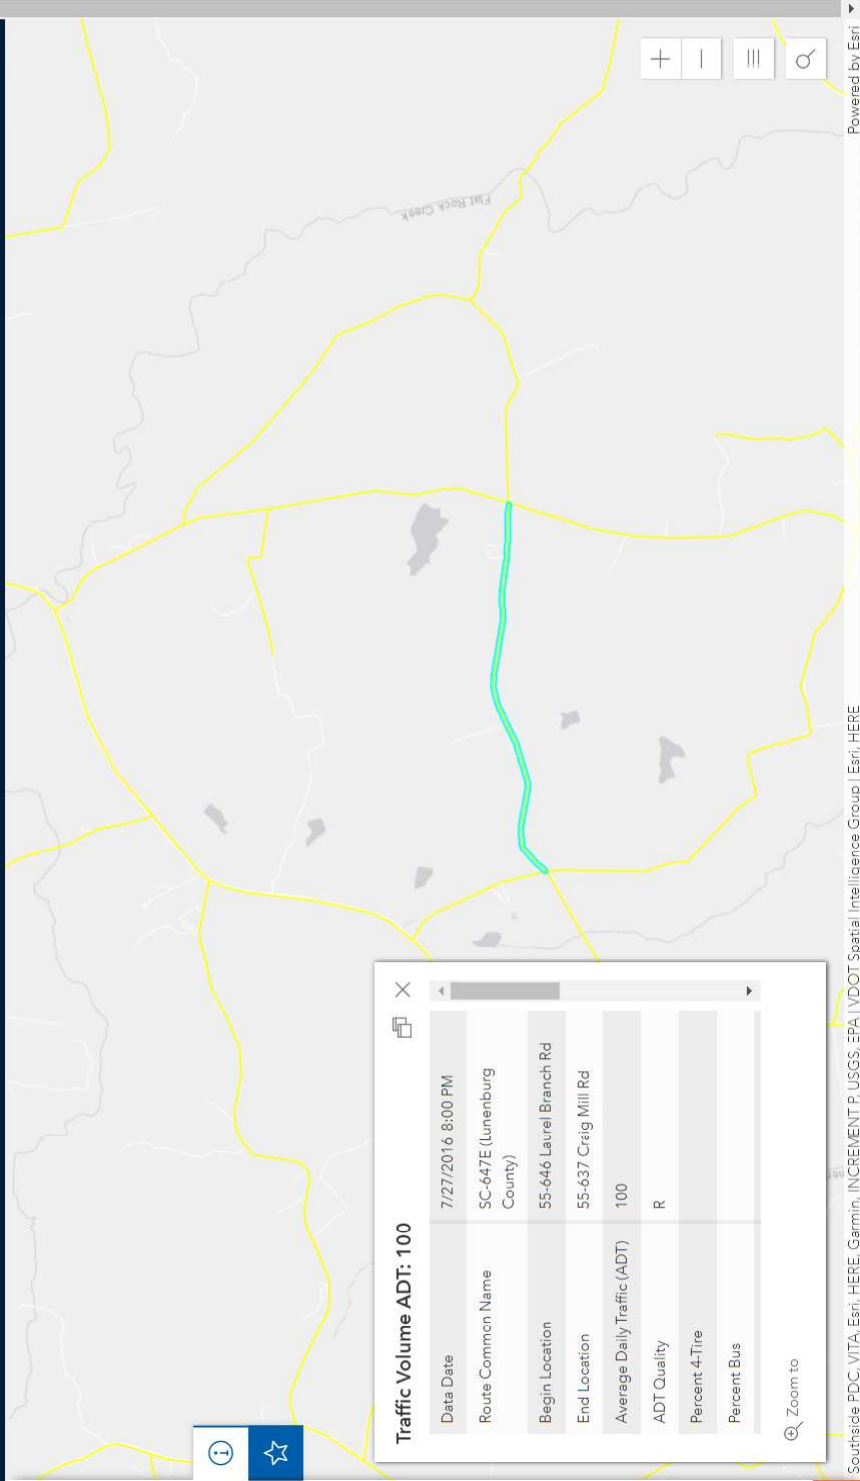 Flat Rock Creek
Traffic Volume ADT: 100
Data Date 7/27/2016 8:00 PM
Route Common Name SC-647E (Lunenburg
County)
Begin Location 55-646 Laurel Branch Rd
End Location 55-637 Craig Mill Rd
Average Daily Traffic (ADT) 100
ADT Quality R
Percent 4-Tire
Percent Bus
Zoom to
Southside PDC, VITA, Esri, HERE, Garmin, INCREMENT P, USGS, EPA | VDOT Spatial Intelligence Group | Esri, HERE
Powered by Esri